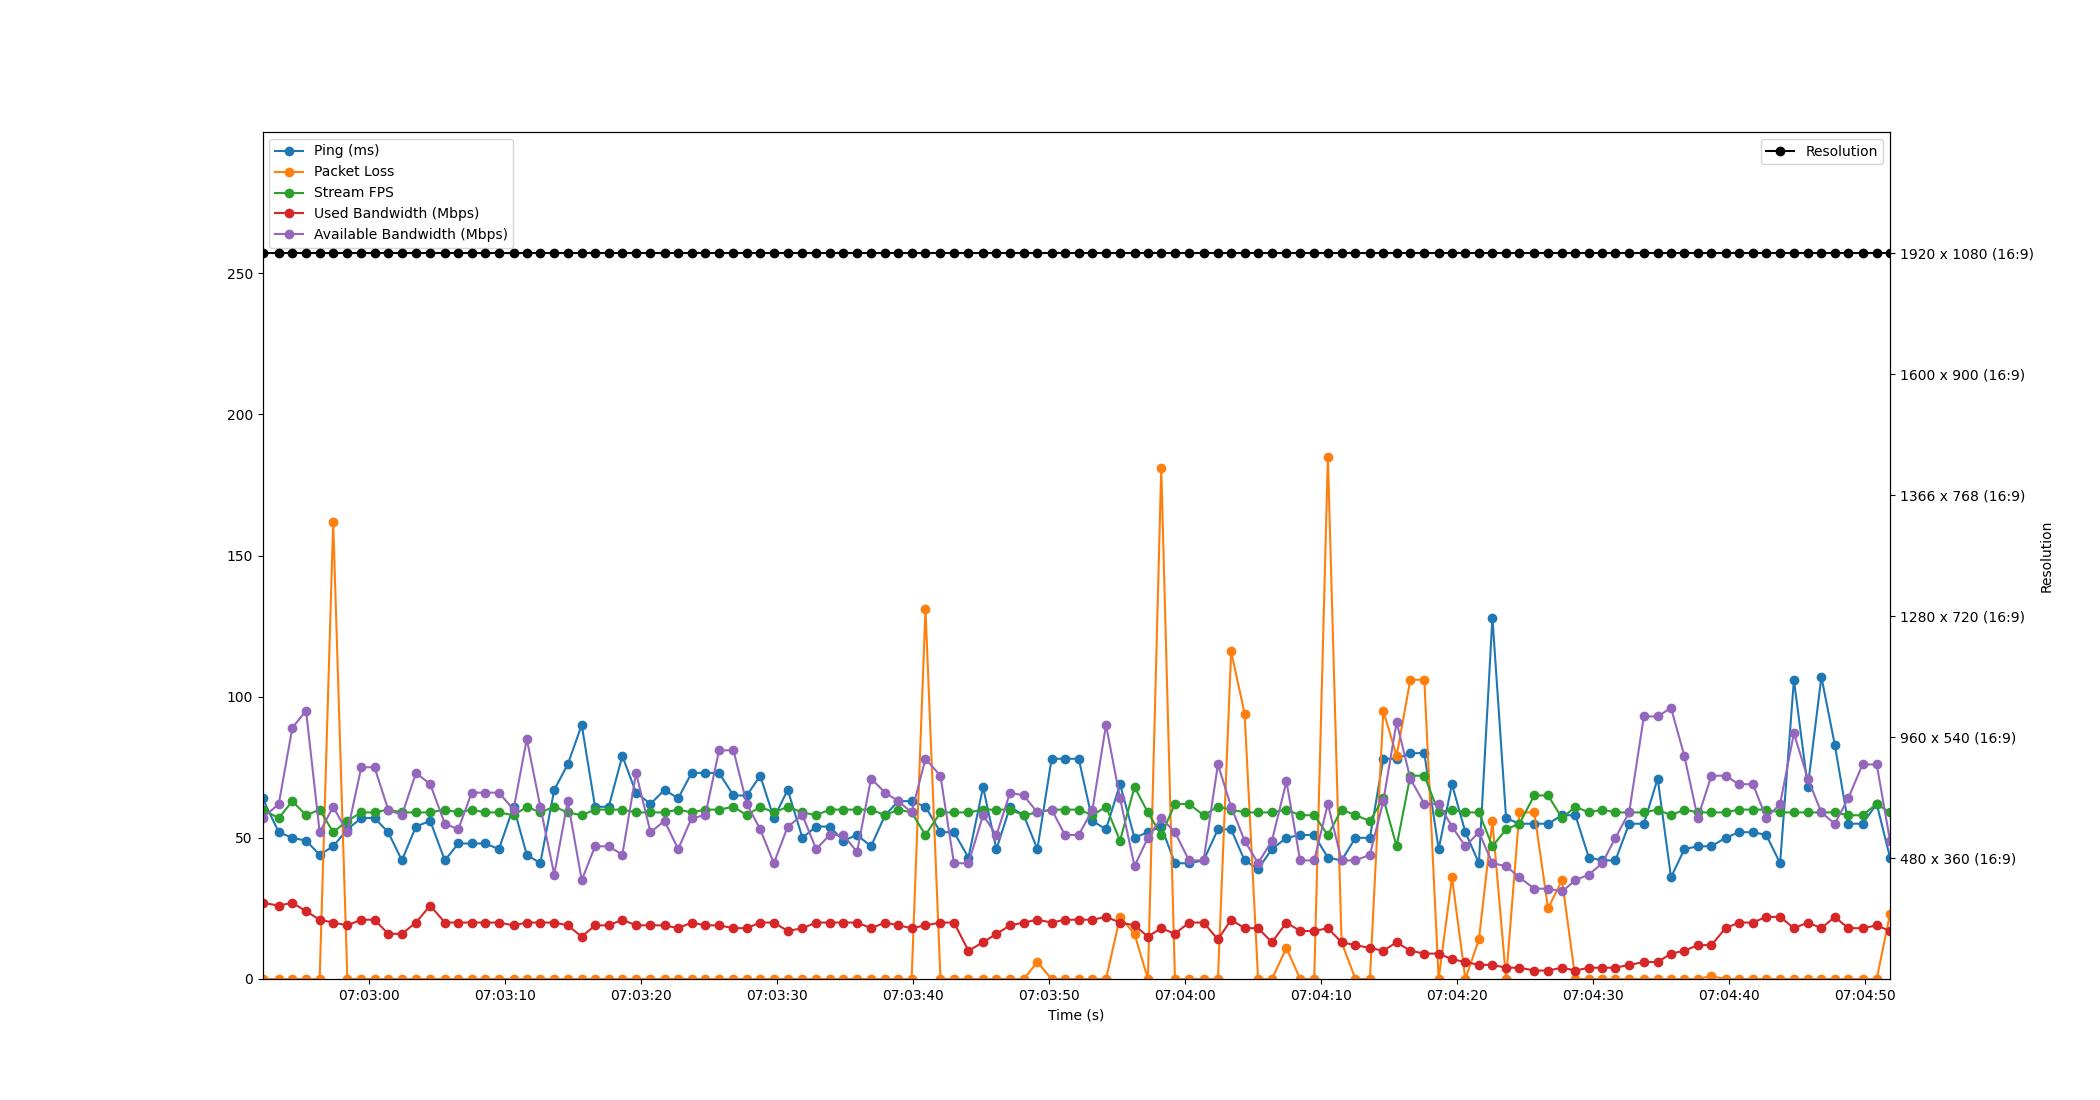 Ping (ms)
Packet Loss
Stream FPS
Used Bandwidth (Mbps)
Available Bandwidth (Mbps)
Resolution
250
200
150
100
50
0
1920 x 1080 (16:9)
1600 x 900 (16:9)
1366 x 768 (16:9)
1280 x 720 (16:9)
960 x 540 (16:9)
480 x 360 (16:9)
Resolution
07:03:00 07:03:10 07:03:20 07:03:30 07:03:40 07:03:50 07:04:00 07:04:10 07:04:20 07:04:30 07:04:40 07:04:50
Time (s)